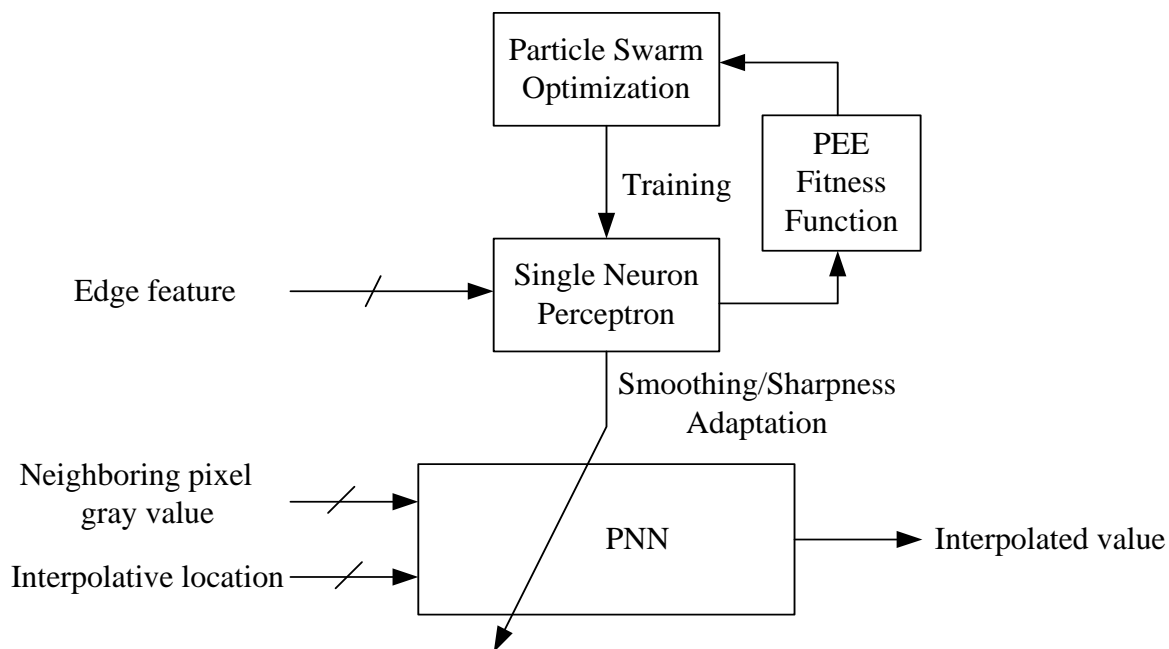 Particle Swarm
Optimization
PEE
Fitness
Function
Training
Single Neuron
Perceptron
Edge feature
Smoothing/Sharpness
Adaptation
Neighboring pixel
gray value
PNN
Interpolated value
Interpolative location